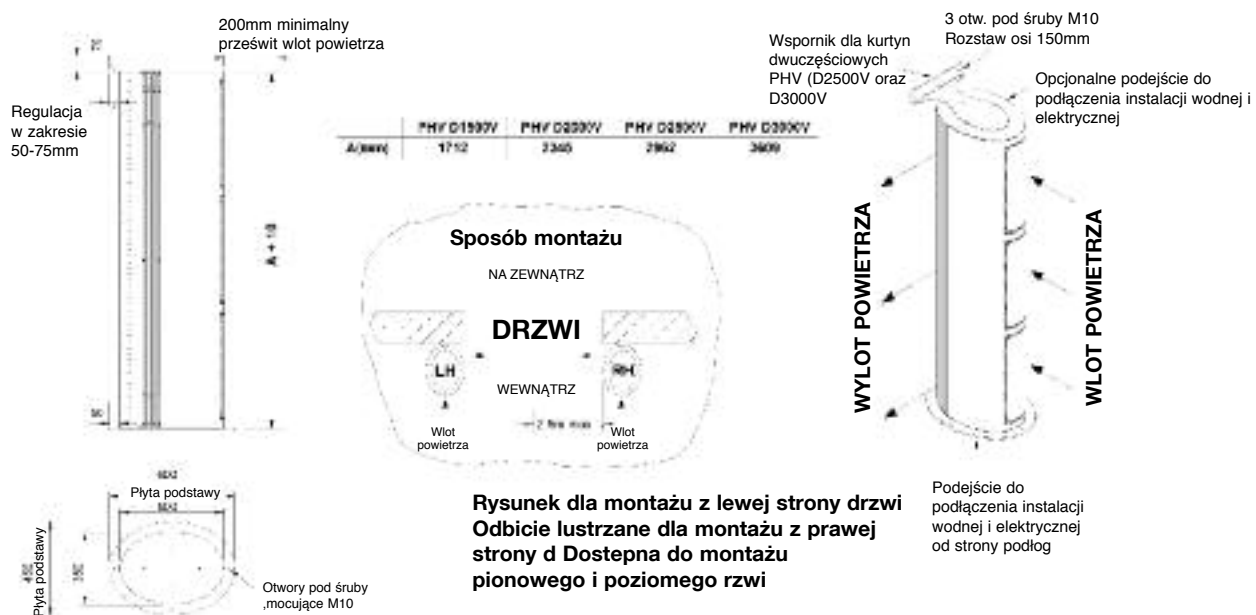 200mm minimalny
prześwit wlot powietrza
Regulacja
w zakresie
50-75mm
A + 10
3 otw. pod śruby M10
Rozstaw osi 150mm
Wspornik dla kurtyn
dwuczęściowych
PHV (D2500V oraz
D3000V
Opcjonalne podejście do
podłączenia instalacji wodnej i
elektrycznej
PHV D1500V PHV D2000V PHV D2500V PHV D3000V
A(mm) 1712 2345 2962 3609
Sposób montażu
NA ZEWNĄTRZ
DRZWI
LH
RH
WEWNĄTRZ
Wlot
powietrza
Wlot
powietrza
WYLOT POWIETRZA
WLOT POWIETRZA
Płyta podstawy
Płyta podstawy
Otwory pod śruby
,mocujące M10
Rysunek dla montażu z lewej strony drzwi
Odbicie lustrzane dla montażu z prawej
strony d Dostepna do montażu
pionowego i poziomego rzwi
Podejście do
podłączenia instalacji
wodnej i elektrycznej
od strony podłog